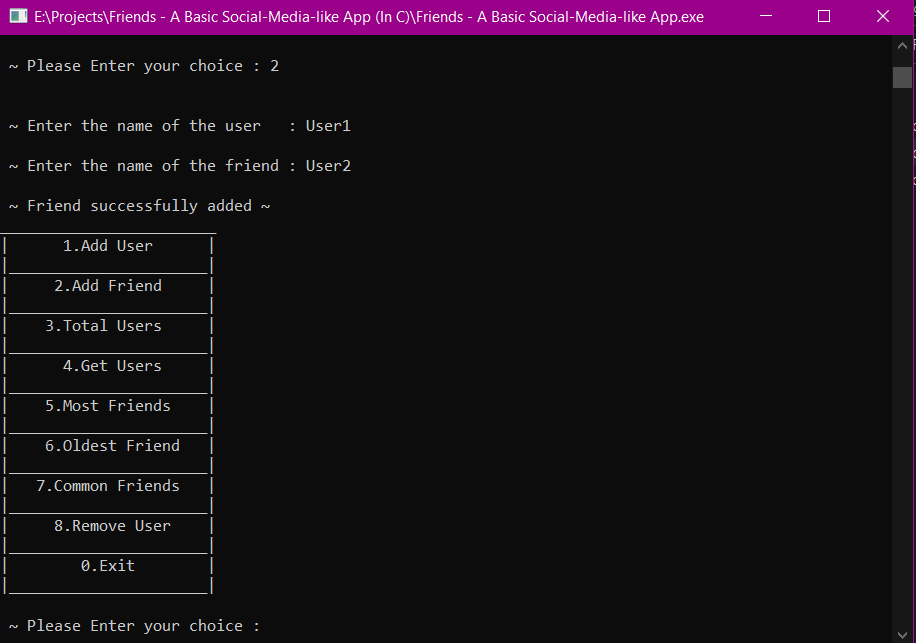 E:\Projects\Friends - A Basic Social-Media-like App (In C)\Friends - A Basic Social-Media-like App.exe
~ Please Enter your choice : 2
~ Enter the name of the user   : User1
~ Enter the name of the friend : User2
~ Friend successfully added ~
1.Add User
2.Add Friend
3.Total Users
4.Get Users
5.Most Friends
6.Oldest Friend
7.Common Friends
8.Remove User
0.Exit
~ Please Enter your choice :